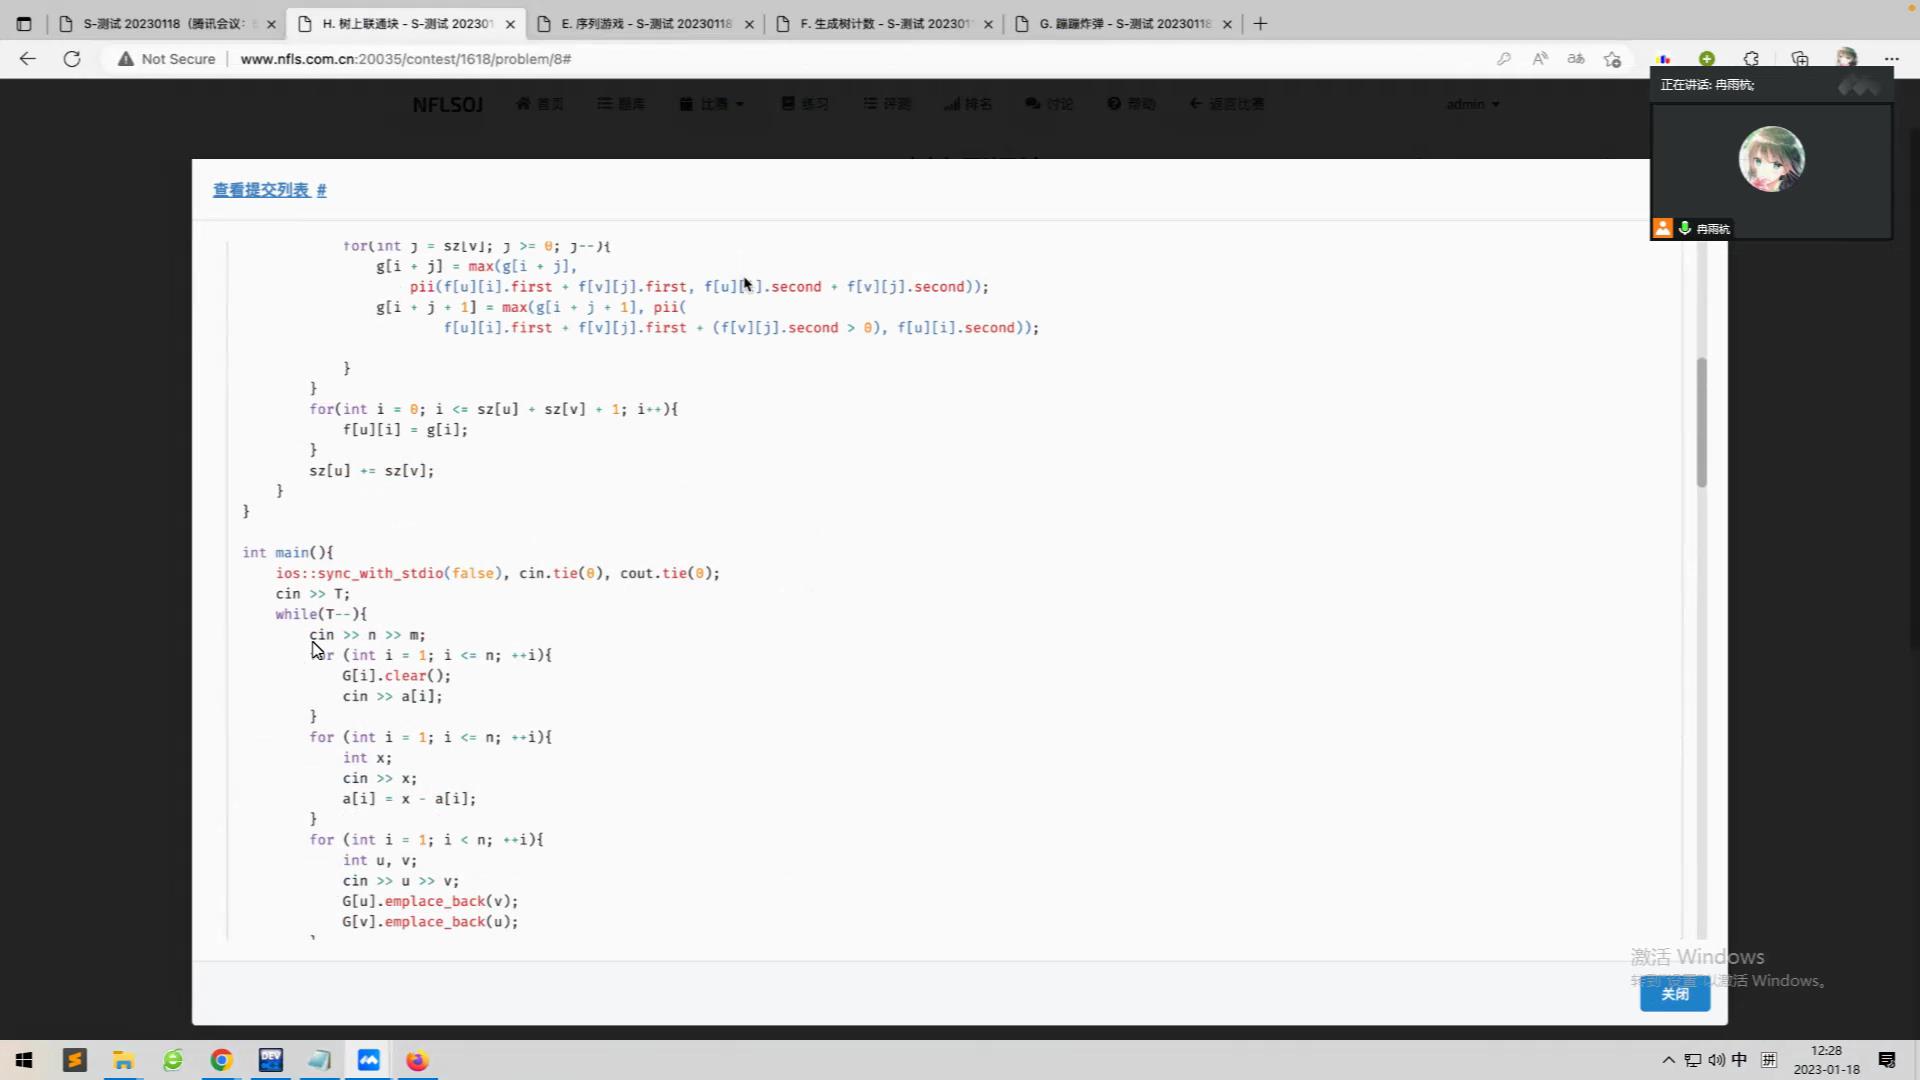 S-测试 20230118 (腾讯会议:
H. 树上联通块 - S-测试 202301
E. 序列游戏 - S-测试 20230118
F. 生成树计数 - S-测试 202301
G. 蹦蹦炸弹 - S-测试 20230118
Not Secure
www.nfls.com.cn:20035/contest/1618/problem/8#
正在讲话: 冉雨杭;
NFLSOJ
首页
题库
比赛
练习
评测
排名
讨论
帮助
返回比赛
admin
冉雨杭
查看提交列表 #
for(int j = sz[v]; j >= 0; j--){
g[i + j] = max(g[i + j],
pii(f[u][i].first + f[v][j].first, f[u][i].second + f[v][j].second));
g[i + j + 1] = max(g[i + j + 1], pii(
f[u][i].first + f[v][j].first + (f[v][j].second > 0), f[u][i].second));
}
}
for(int i = 0; i <= sz[u] + sz[v] + 1; i++){
f[u][i] = g[i];
}
sz[u] += sz[v];
}
}
int main(){
ios::sync_with_stdio(false), cin.tie(0), cout.tie(0);
cin >> T;
while(T--){
cin >> n >> m;
for (int i = 1; i <= n; ++i){
G[i].clear();
cin >> a[i];
}
for (int i = 1; i <= n; ++i){
int x;
cin >> x;
a[i] = x - a[i];
}
for (int i = 1; i < n; ++i){
int u, v;
cin >> u >> v;
G[u].emplace_back(v);
G[v].emplace_back(u);
}
激活 Windows
转到"设置"以激活 Windows。
关闭
DEV
中
拼
12:28
2023-01-18